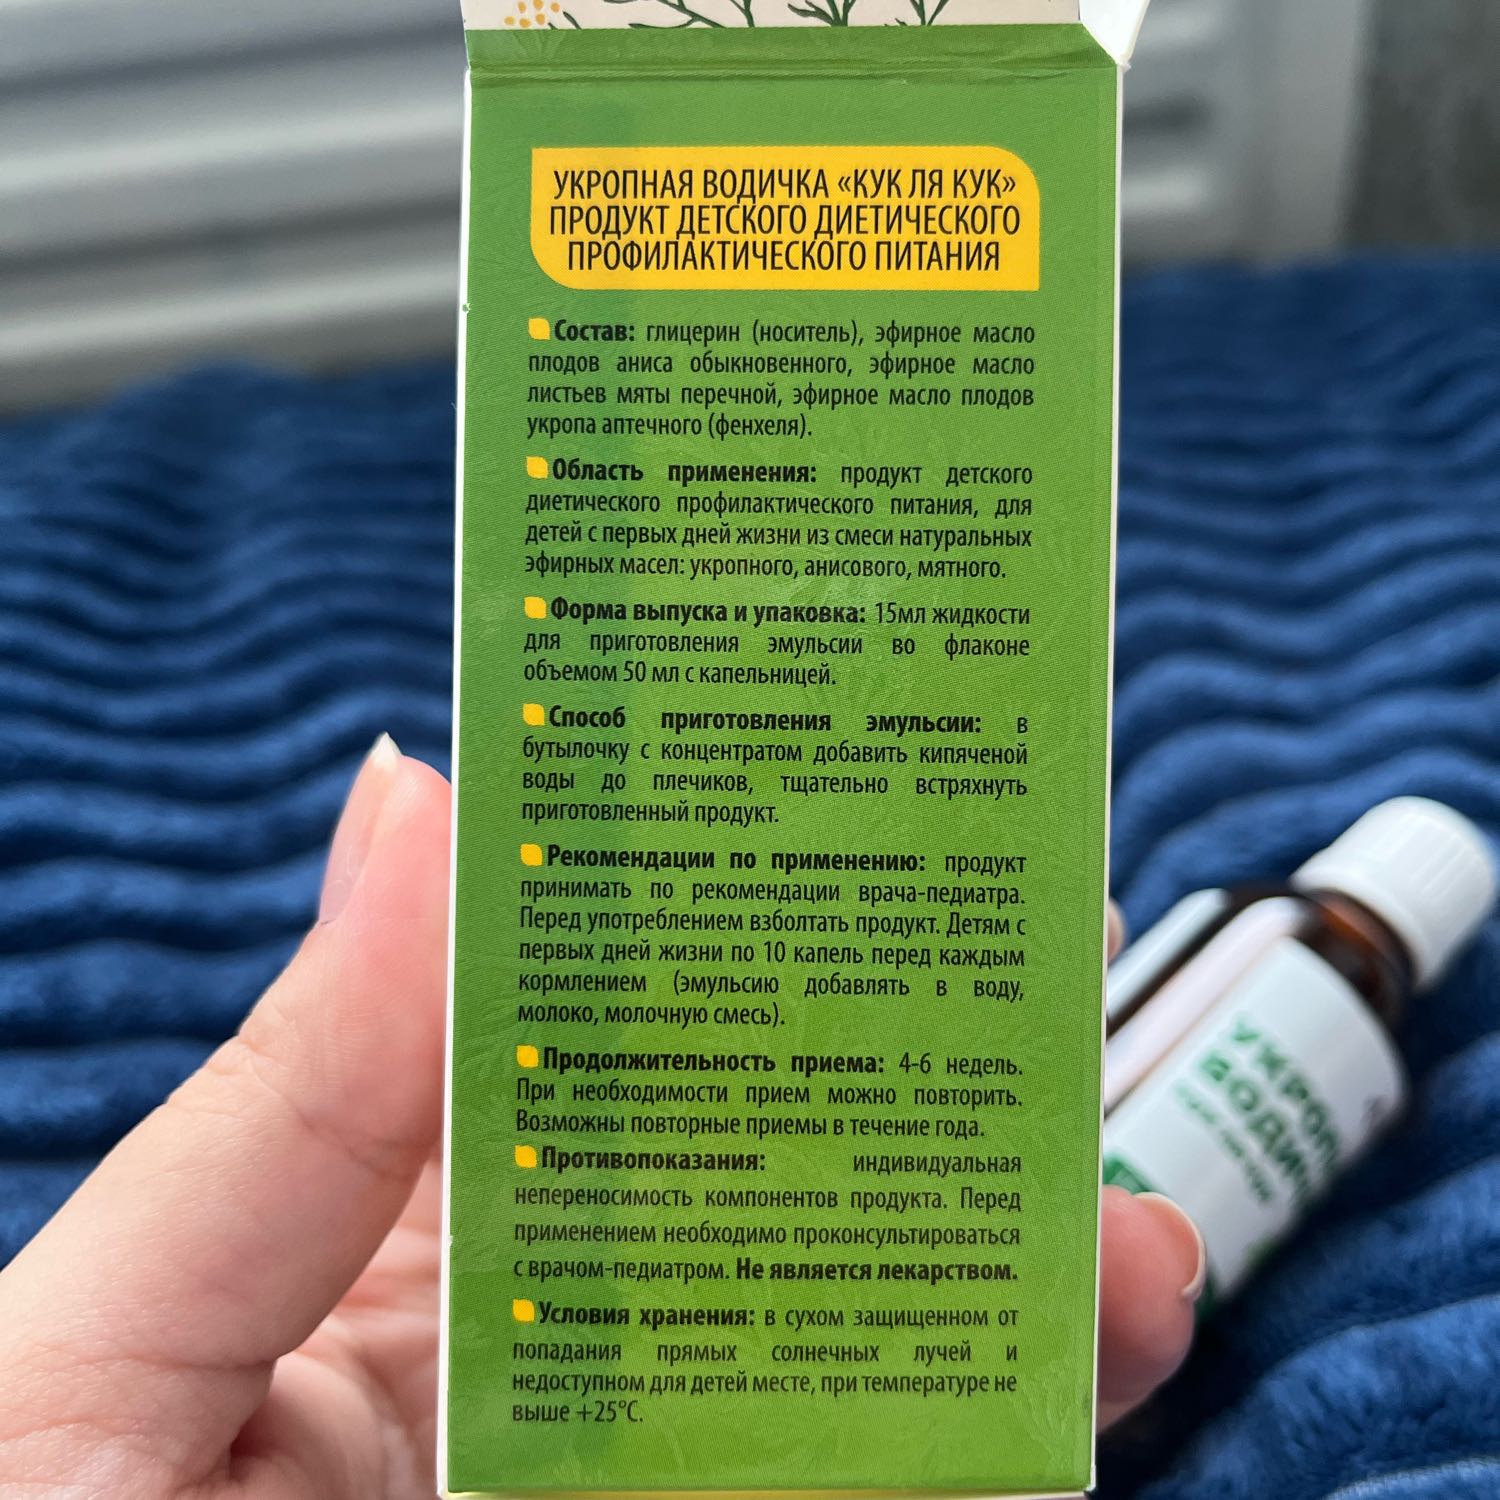 УКРОПНАЯ ВОДИЧКА «КУК ЛЯ КУК»
ПРОДУКТ ДЕТСКОГО ДИЕТИЧЕСКОГО
ПРОФИЛАКТИЧЕСКОГО ПИТАНИЯ
Состав: глицерин (носитель), эфирное масло
плодов аниса обыкновенного, эфирное масло
листьев мяты перечной, эфирное масло плодов
укропа аптечного (фенхеля).
Область применения: продукт детского
диетического профилактического питания, для
детей с первых дней жизни из смеси натуральных
эфирных масел: укропного, анисового, мятного.
Форма выпуска и упаковка: 15мл жидкости
для приготовления эмульсии во флаконе
объемом 50 мл с капельницей.
Способ приготовления эмульсии: в
бутылочку с концентратом добавить кипяченой
воды до плечиков, тщательно встряхнуть
приготовленный продукт.
Рекомендации по применению: продукт
принимать по рекомендации врача-педиатра.
Перед употреблением взболтать продукт. Детям с
первых дней жизни по 10 капель перед каждым
кормлением (эмульсию добавлять в воду,
молоко, молочную смесь).
Продолжительность приема: 4-6 недель.
При необходимости прием можно повторить.
Возможны повторные приемы в течение года.
Противопоказания: индивидуальная
непереносимость компонентов продукта. Перед
применением необходимо проконсультироваться
с врачом-педиатром. Не является лекарством.
Условия хранения: в сухом защищенном от
попадания прямых солнечных лучей и
недоступном для детей месте, при температуре не
выше +25°С.